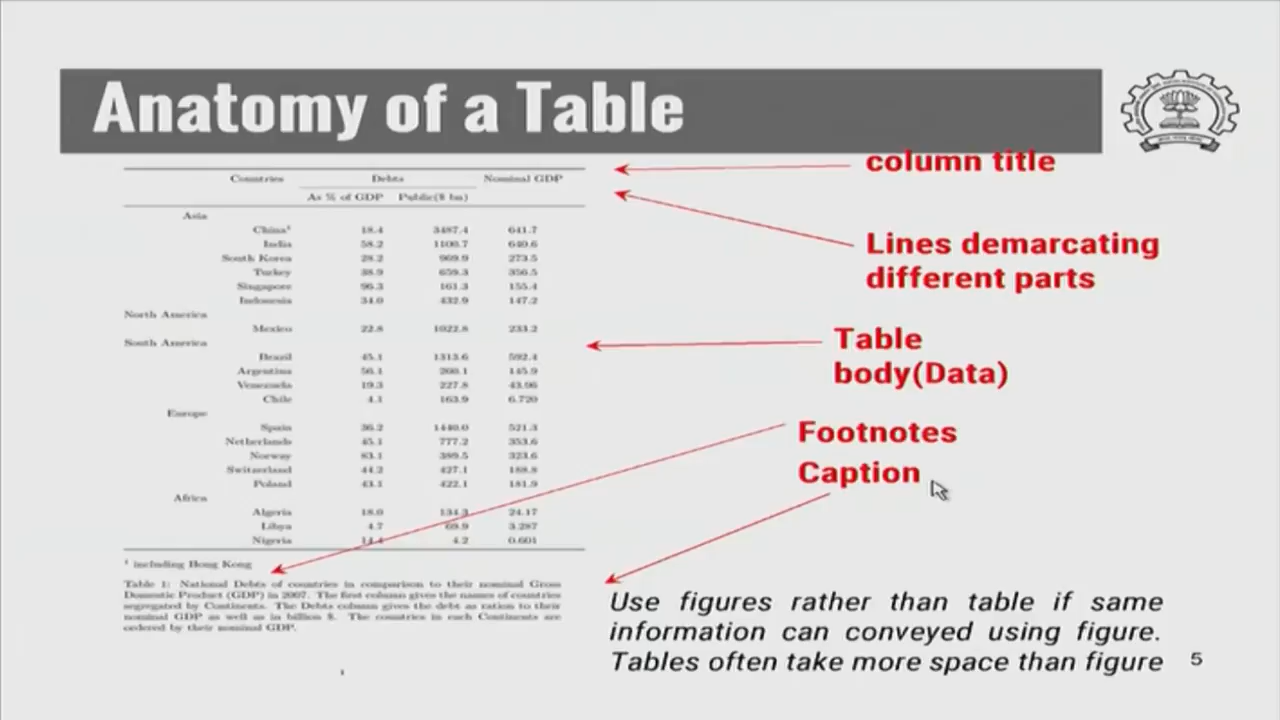 Anatomy of a Table
Countries Debts Nominal GDP
As % of GDP Public($ bn)
Asia
China¹ 18.4 3487.4 641.7
India 58.2 1100.7 640.6
South Korea 28.2 969.9 273.5
Turkey 38.9 659.3 356.5
Singapore 96.3 161.3 155.4
Indonesia 34.0 432.9 147.2
North America
Mexico 22.8 1022.8 233.2
South America
Brazil 45.1 1313.6 592.4
Argentina 56.1 260.1 145.9
Venezuela 19.3 227.8 43.96
Chile 4.1 163.9 6.720
Europe
Spain 36.2 1440.0 521.3
Netherlands 45.1 777.2 353.6
Norway 83.1 389.5 323.6
Switzerland 44.2 427.1 188.8
Poland 43.1 422.1 181.9
Africa
Algeria 18.0 134.3 24.17
Libya 4.7 69.9 3.287
Nigeria 14.4 4.2 0.601
including Hong Kong
Table 1: National Debts of countries in comparison to their nominal Gross
Domestic Product (GDP) in 2007. The first column gives the names of countries
segregated by Continents. The Debts column gives the debt as ration to their
nominal GDP as well as in billion $. The countries in each Continents are
ordered by their nominal GDP.
1
column title
Lines demarcating
different parts
Table
body(Data)
Footnotes
Caption
Use figures rather than table if same
information can conveyed using figure.
Tables often take more space than figure
5